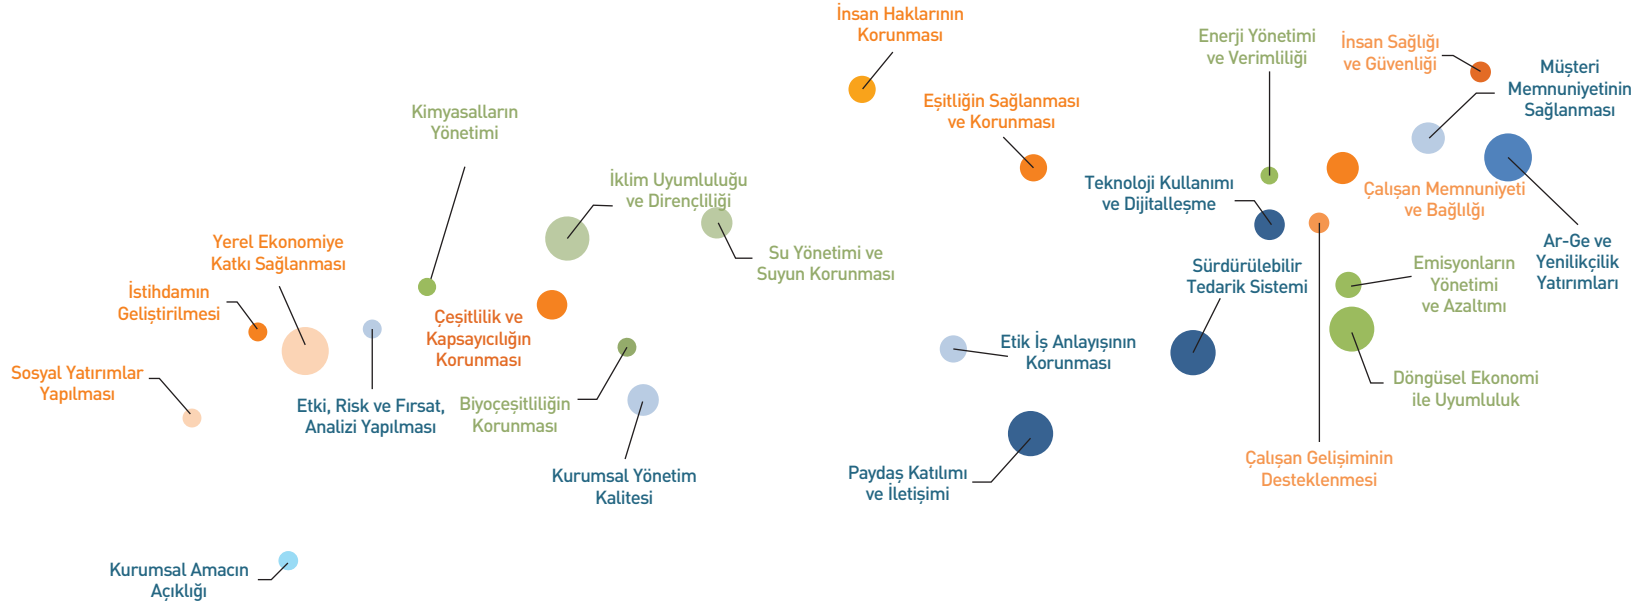 İnsan Haklarının
Korunması
Enerji Yönetimi
ve Verimliliği
İnsan Sağlığı
ve Güvenliği
Müşteri
Memnuniyetinin
Sağlanması
Kimyasalların
Yönetimi
Eşitliğin Sağlanması
ve Korunması
İklim Uyumluluğu
ve Dirençliliği
Teknoloji Kullanımı
ve Dijitalleşme
Çalışan Memnuniyeti
ve Bağlılğı
Yerel Ekonomiye
Katkı Sağlanması
Su Yönetimi ve
Suyun Korunması
Ar-Ge ve
Yenilikçilik
Yatırımları
Sürdürülebilir
Tedarik Sistemi
Emisyonların
Yönetimi
ve Azaltımı
İstihdamın
Geliştirilmesi
Çeşitlilik ve
Kapsayıcılığın
Korunması
Etik İş Anlayışının
Korunması
Sosyal Yatırımlar
Yapılması
Döngüsel Ekonomi
ile Uyumluluk
Etki, Risk ve Fırsat,
Analizi Yapılması
Biyoçeşitliliğin
Korunması
Kurumsal Yönetim
Kalitesi
Paydaş Katılımı
ve İletişimi
Çalışan Gelişiminin
Desteklenmesi
Kurumsal Amacın
Açıklığı